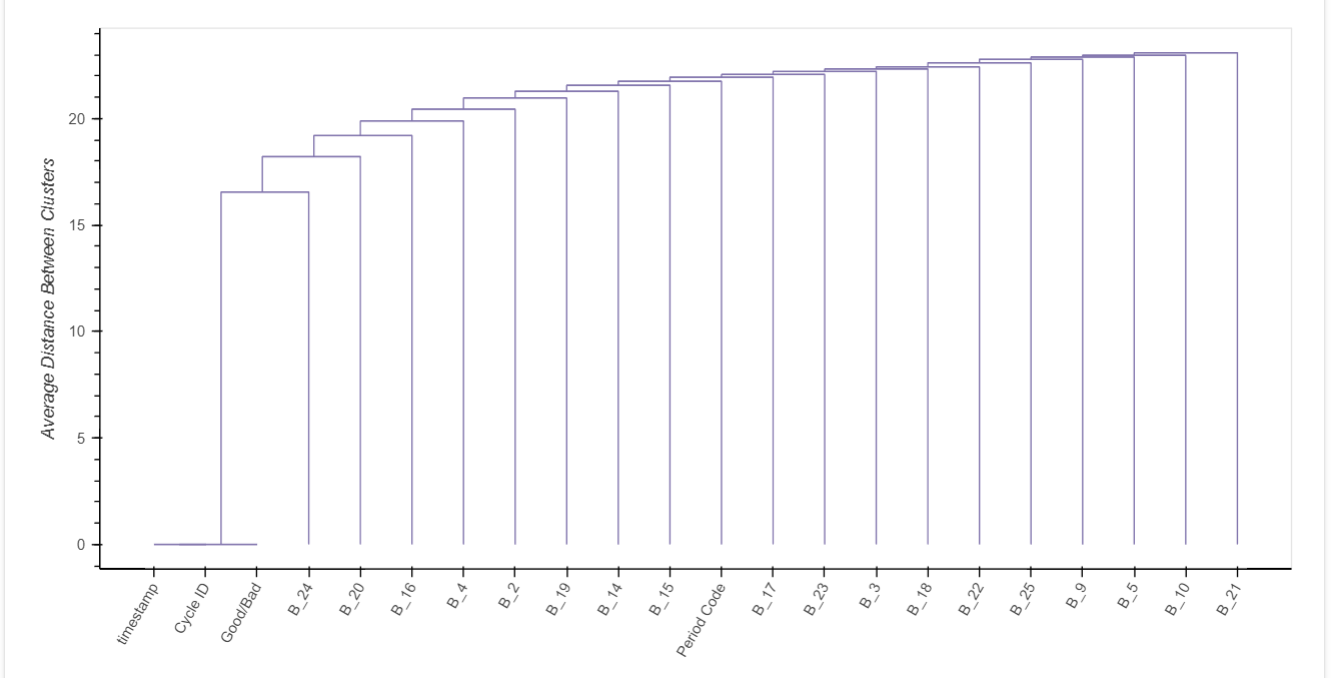 Average Distance Between Clusters
20
15
10
5
0
timestamp
Cycle ID
Good/Bad
B_24
B_20
B_16
B_4
B_2
B_19
B_14
B_15
Period Code
B_17
B_23
B_3
B_18
B_22
B_25
B_9
B_5
B_10
B_21